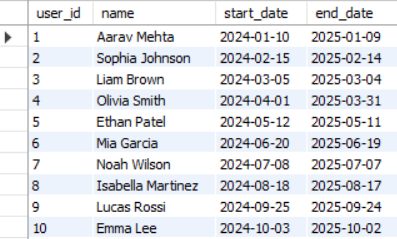 user_id name start_date end_date
1 Aarav Mehta 2024-01-10 2025-01-09
2 Sophia Johnson 2024-02-15 2025-02-14
3 Liam Brown 2024-03-05 2025-03-04
4 Olivia Smith 2024-04-01 2025-03-31
5 Ethan Patel 2024-05-12 2025-05-11
6 Mia Garcia 2024-06-20 2025-06-19
7 Noah Wilson 2024-07-08 2025-07-07
8 Isabella Martinez 2024-08-18 2025-08-17
9 Lucas Rossi 2024-09-25 2025-09-24
10 Emma Lee 2024-10-03 2025-10-02